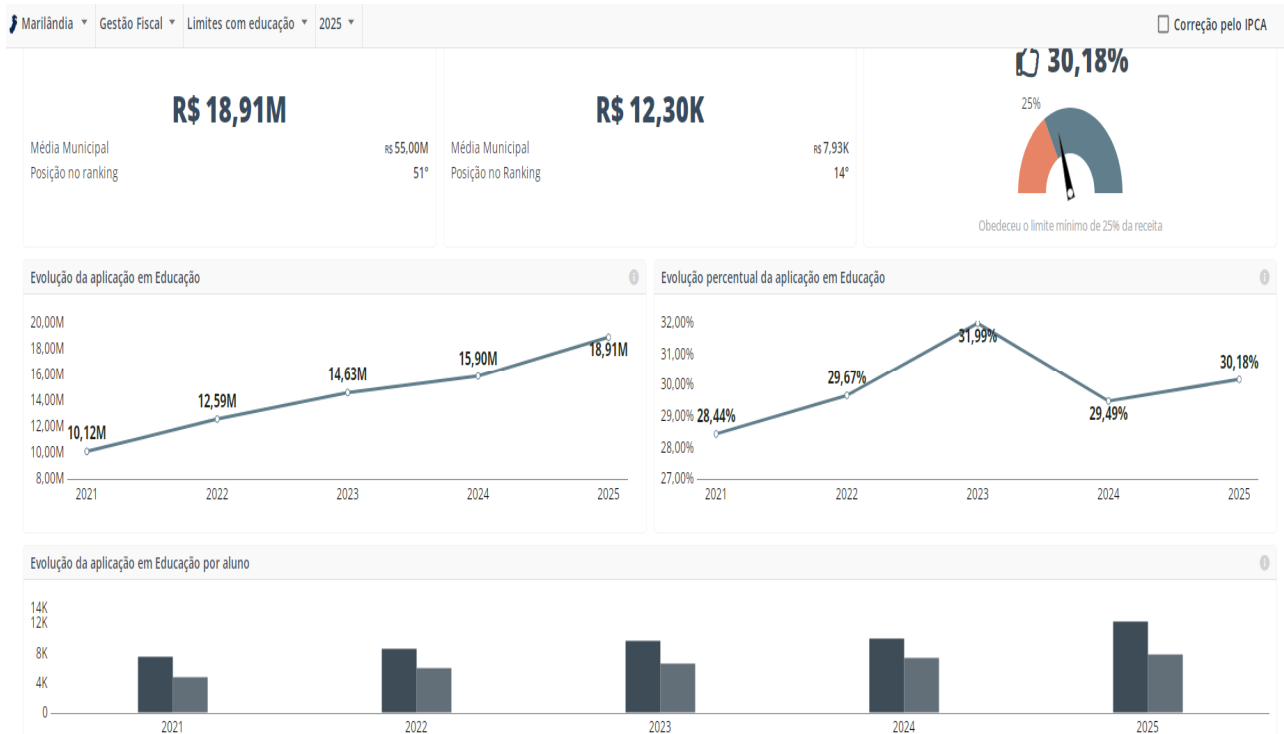 Marilândia Gestão Fiscal Limites com educação 2025 Correção pelo IPCA
R$ 18,91M
Média Municipal R$ 55,00M
Posição no ranking 51°
R$ 12,30K
Média Municipal R$ 7,93K
Posição no Ranking 14°
30,18%
25%
Obedeceu o limite mínimo de 25% da receita
Evolução da aplicação em Educação
20,00M
18,00M
16,00M
14,00M
12,00M
10,00M
8,00M
10,12M
12,59M
14,63M
15,90M
18,91M
2021 2022 2023 2024 2025
Evolução percentual da aplicação em Educação
32,00%
31,00%
30,00%
29,00%
28,00%
27,00%
28,44%
29,67%
31,99%
29,49%
30,18%
2021 2022 2023 2024 2025
Evolução da aplicação em Educação por aluno
14K
12K
8K
4K
0
2021 2022 2023 2024 2025